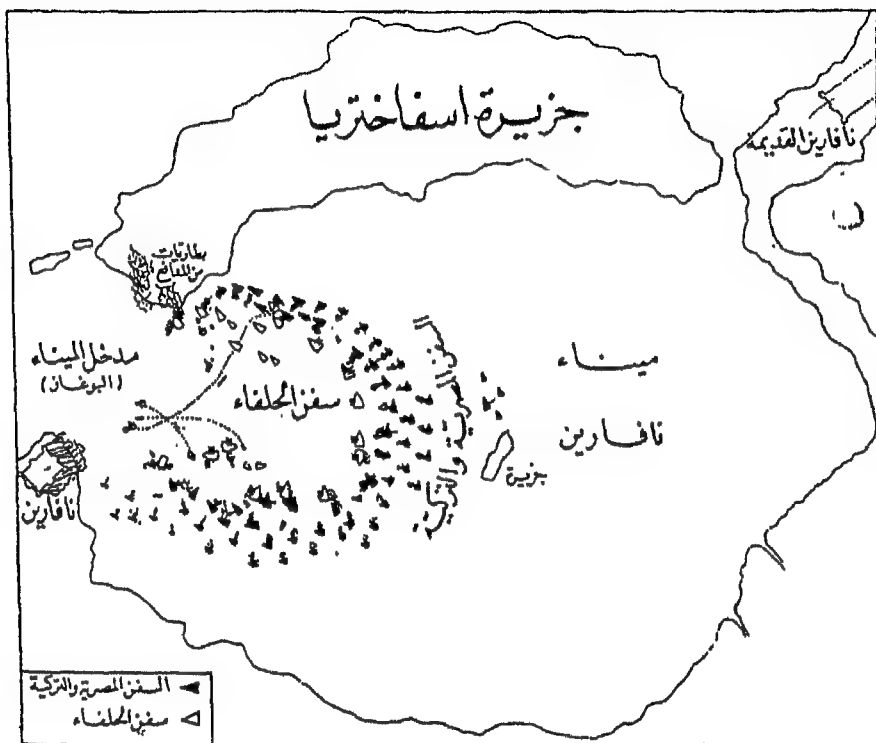 جزيرة اسفاختريا
نافارين القديمة
بطاريات
من المدافع
مدخل الميناء
(البوغاز)
سفن الحلفاء
السفن المصرية والتركية
ميناء
نافارين
جزيرة
نافارين
السفن المصرية والتركية
سفن الحلفاء